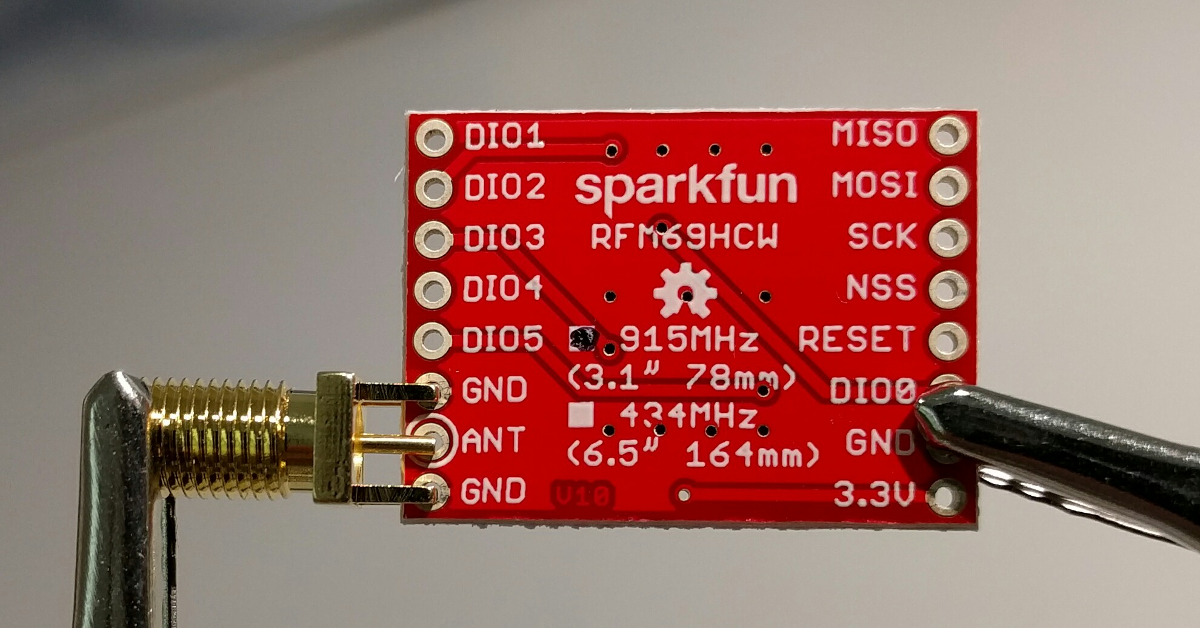 DIO1
DIO2
DIO3
DIO4
DIO5
GND
ANT
GND
sparkfun
RFM69HCW
915MHz
(3.1" 78mm)
434MHz
(6.5" 164mm)
V10
MISO
MOSI
SCK
NSS
RESET
DIO0
GND
3.3V